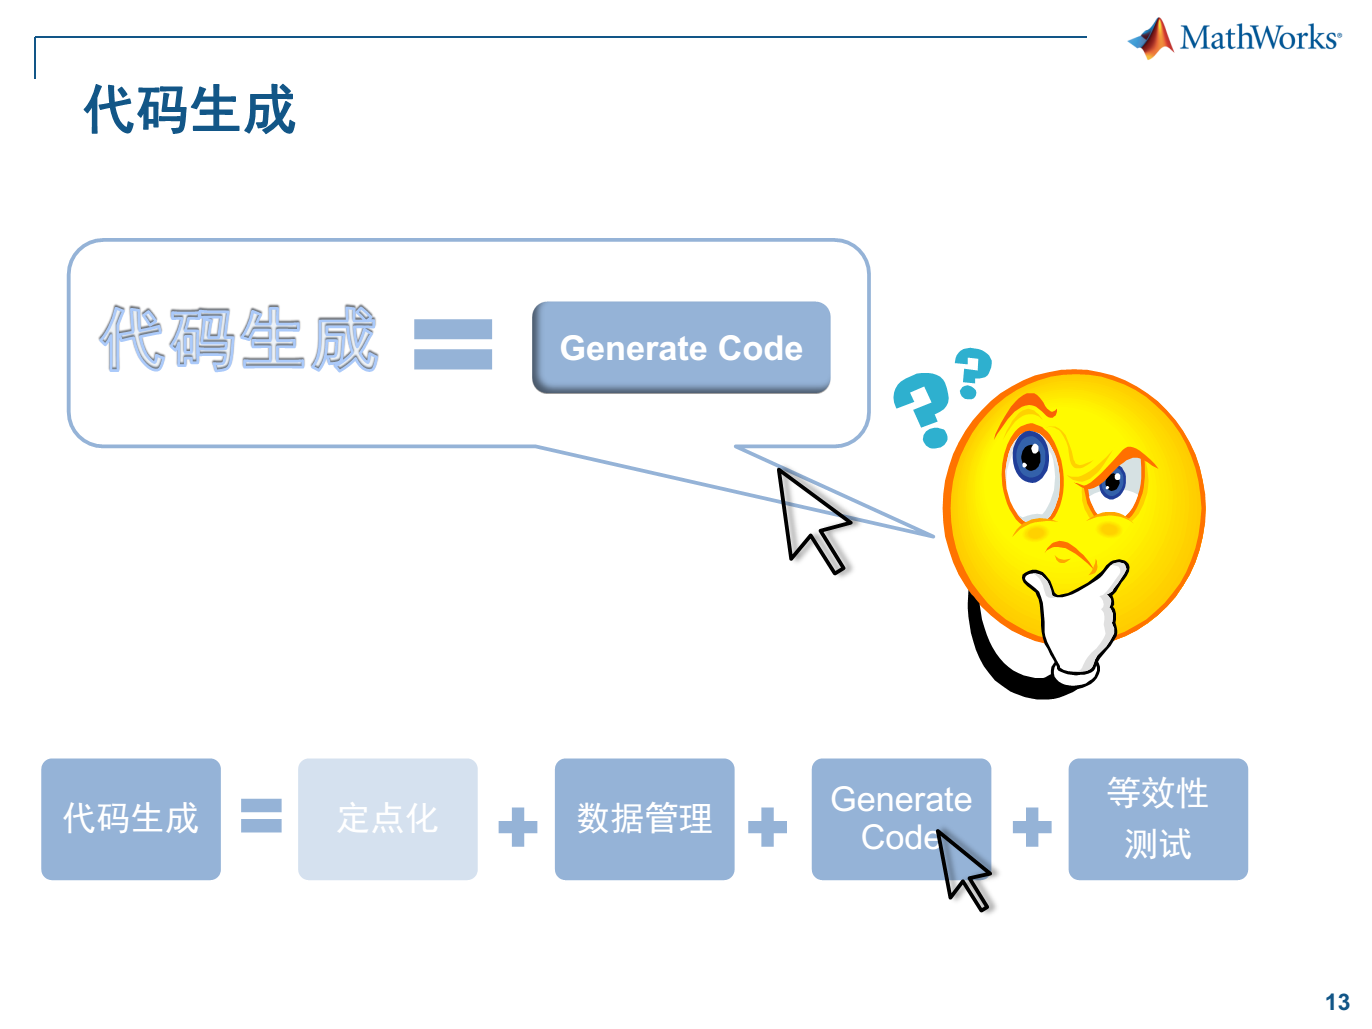 MathWorks®
代码生成
代码生成 = Generate Code
? ?
代码生成 = 定点化 + 数据管理 + Generate Code + 等效性测试
13